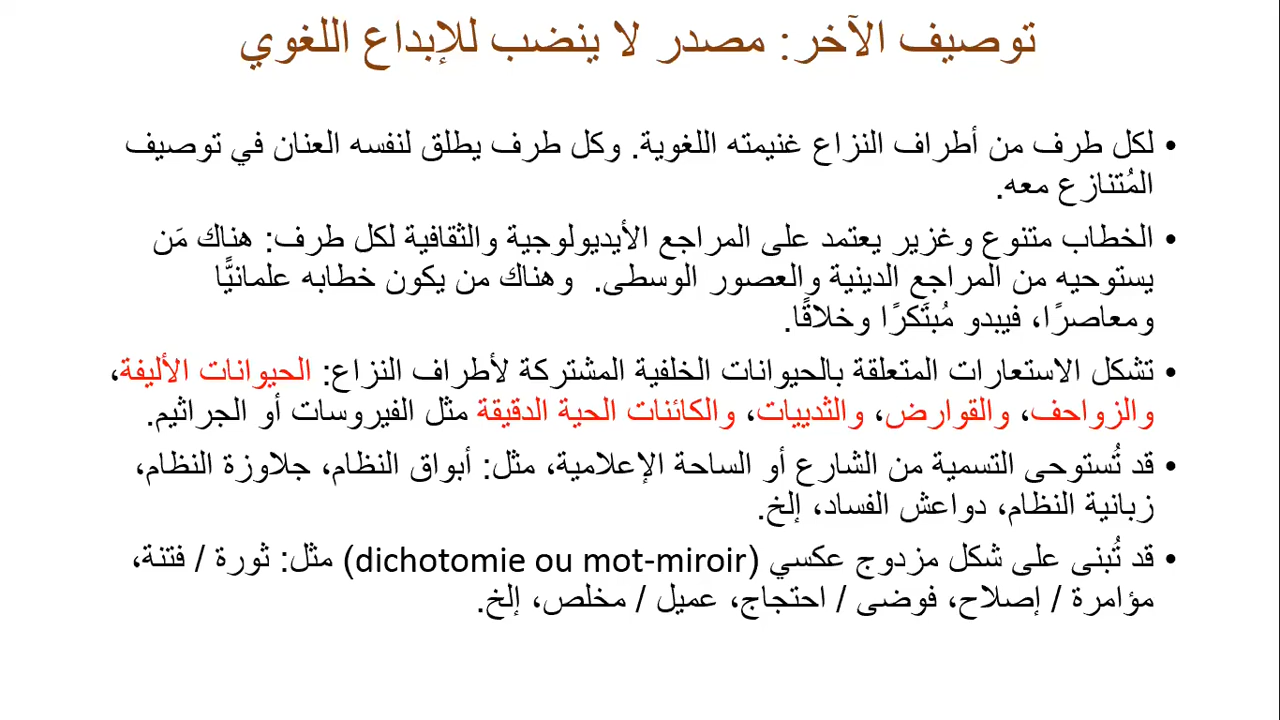 توصيف الآخر: مصدر لا ينضب للإبداع اللغوي
• لكل طرف من أطراف النزاع غنيمته اللغوية. وكل طرف يطلق لنفسه العنان في توصيف
المُتنازع معه.
• الخطاب متنوع وغزير يعتمد على المراجع الأيديولوجية والثقافية لكل طرف: هناك مَن
يستوحيه من المراجع الدينية والعصور الوسطى. وهناك من يكون خطابه علمانيًّا
ومعاصرًا، فيبدو مُبتَكرًا وخلاقًا.
• تشكل الاستعارات المتعلقة بالحيوانات الخلفية المشتركة لأطراف النزاع: الحيوانات الأليفة،
والزواحف، والقوارض، والثدييات، والكائنات الحية الدقيقة مثل الفيروسات أو الجراثيم.
• قد تُستوحى التسمية من الشارع أو الساحة الإعلامية، مثل: أبواق النظام، جلاوزة النظام،
زبانية النظام، دواعش الفساد، إلخ.
• قد تُبنى على شكل مزدوج عكسي (dichotomie ou mot-miroir) مثل: ثورة / فتنة،
مؤامرة / إصلاح، فوضى / احتجاج، عميل / مخلص، إلخ.